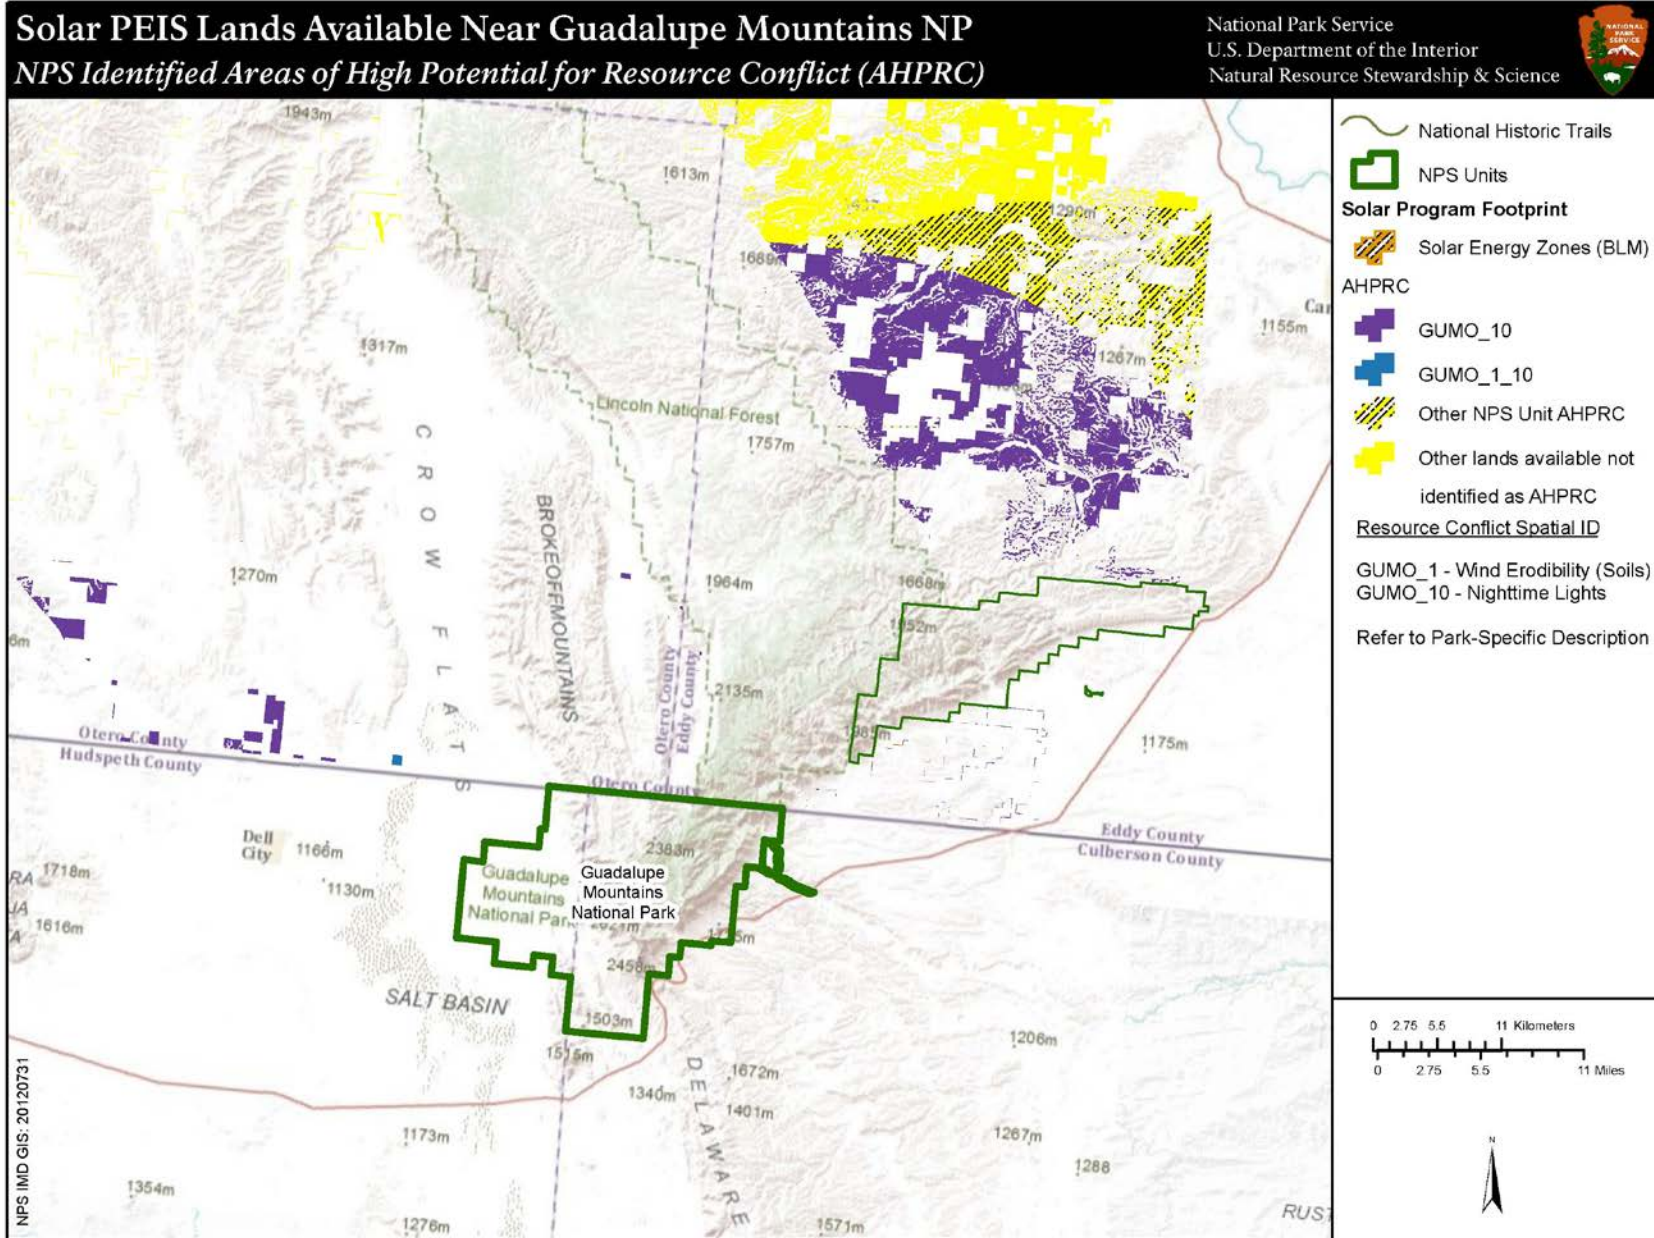 Solar PEIS Lands Available Near Guadalupe Mountains NP
NPS Identified Areas of High Potential for Resource Conflict (AHPRC)
National Park Service
U.S. Department of the Interior
Natural Resource Stewardship & Science
NATIONAL
PARK
SERVICE
National Historic Trails
NPS Units
Solar Program Footprint
Solar Energy Zones (BLM)
AHPRC
GUMO_10
GUMO_1_10
Other NPS Unit AHPRC
Other lands available not
identified as AHPRC
Resource Conflict Spatial ID
GUMO_1 - Wind Erodibility (Soils)
GUMO_10 - Nighttime Lights
Refer to Park-Specific Description
0 2.75 5.5 11 Kilometers
0 2.75 5.5 11 Miles
N
1943m
1613m
1290m
1689m
1155m
1317m
1267m
Lincoln National Forest
1757m
CROW FLATS
BROKEOFF MOUNTAINS
1270m
1964m
1668m
Otero County
Eddy County
2135m
1175m
Otero County
Hudspeth County
Otero County
Eddy County
Culberson County
Dell
City
1166m
1130m
1718m
1616m
2383m
Guadalupe
Mountains
National Park
Guadalupe
Mountains
National Park
2458m
SALT BASIN
1503m
1515m
1206m
DELAWARE
1672m
1340m
1401m
1173m
1267m
1288
1354m
1276m
1571m
RUST
NPS IMD GIS: 20120731